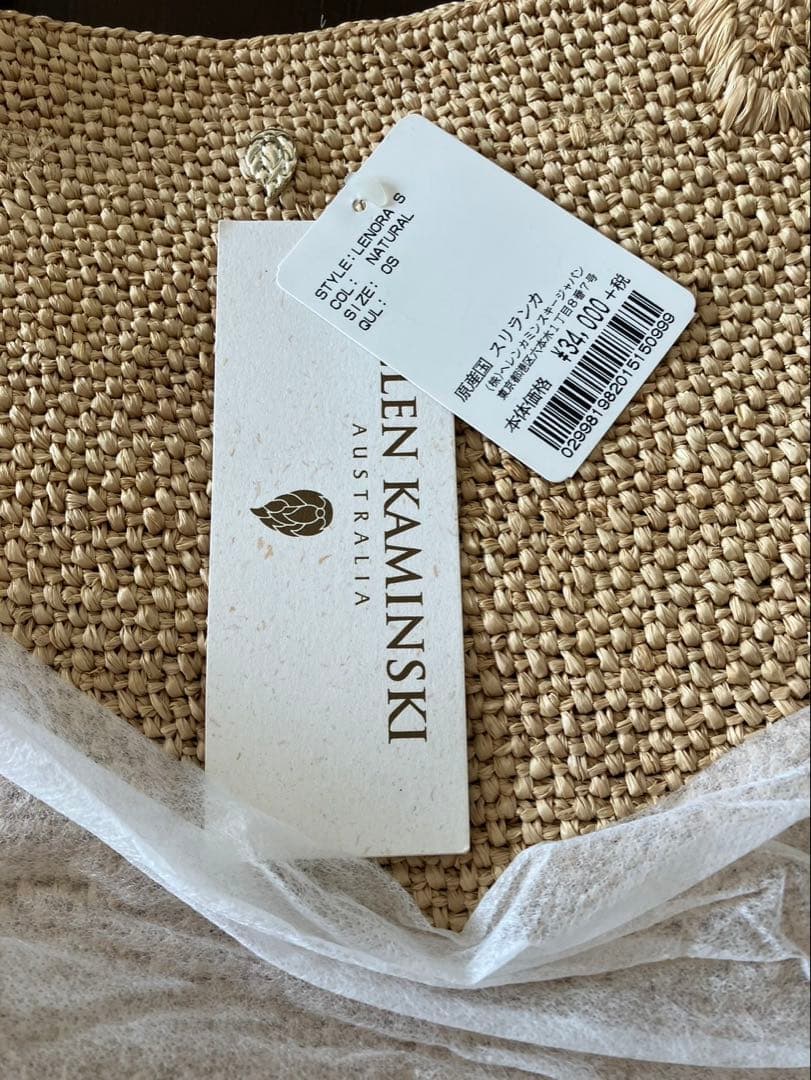 STYLE:LENORA S
COL: NATURAL
SIZE: OS
QUL:
原産国 スリランカ
(株)ヘレンカミンスキージャパン
東京都港区六本木1丁目8番7号
本体価格 ¥34,000+税
0299819820151509​99
LEN KAMINSKI
AUSTRALIA